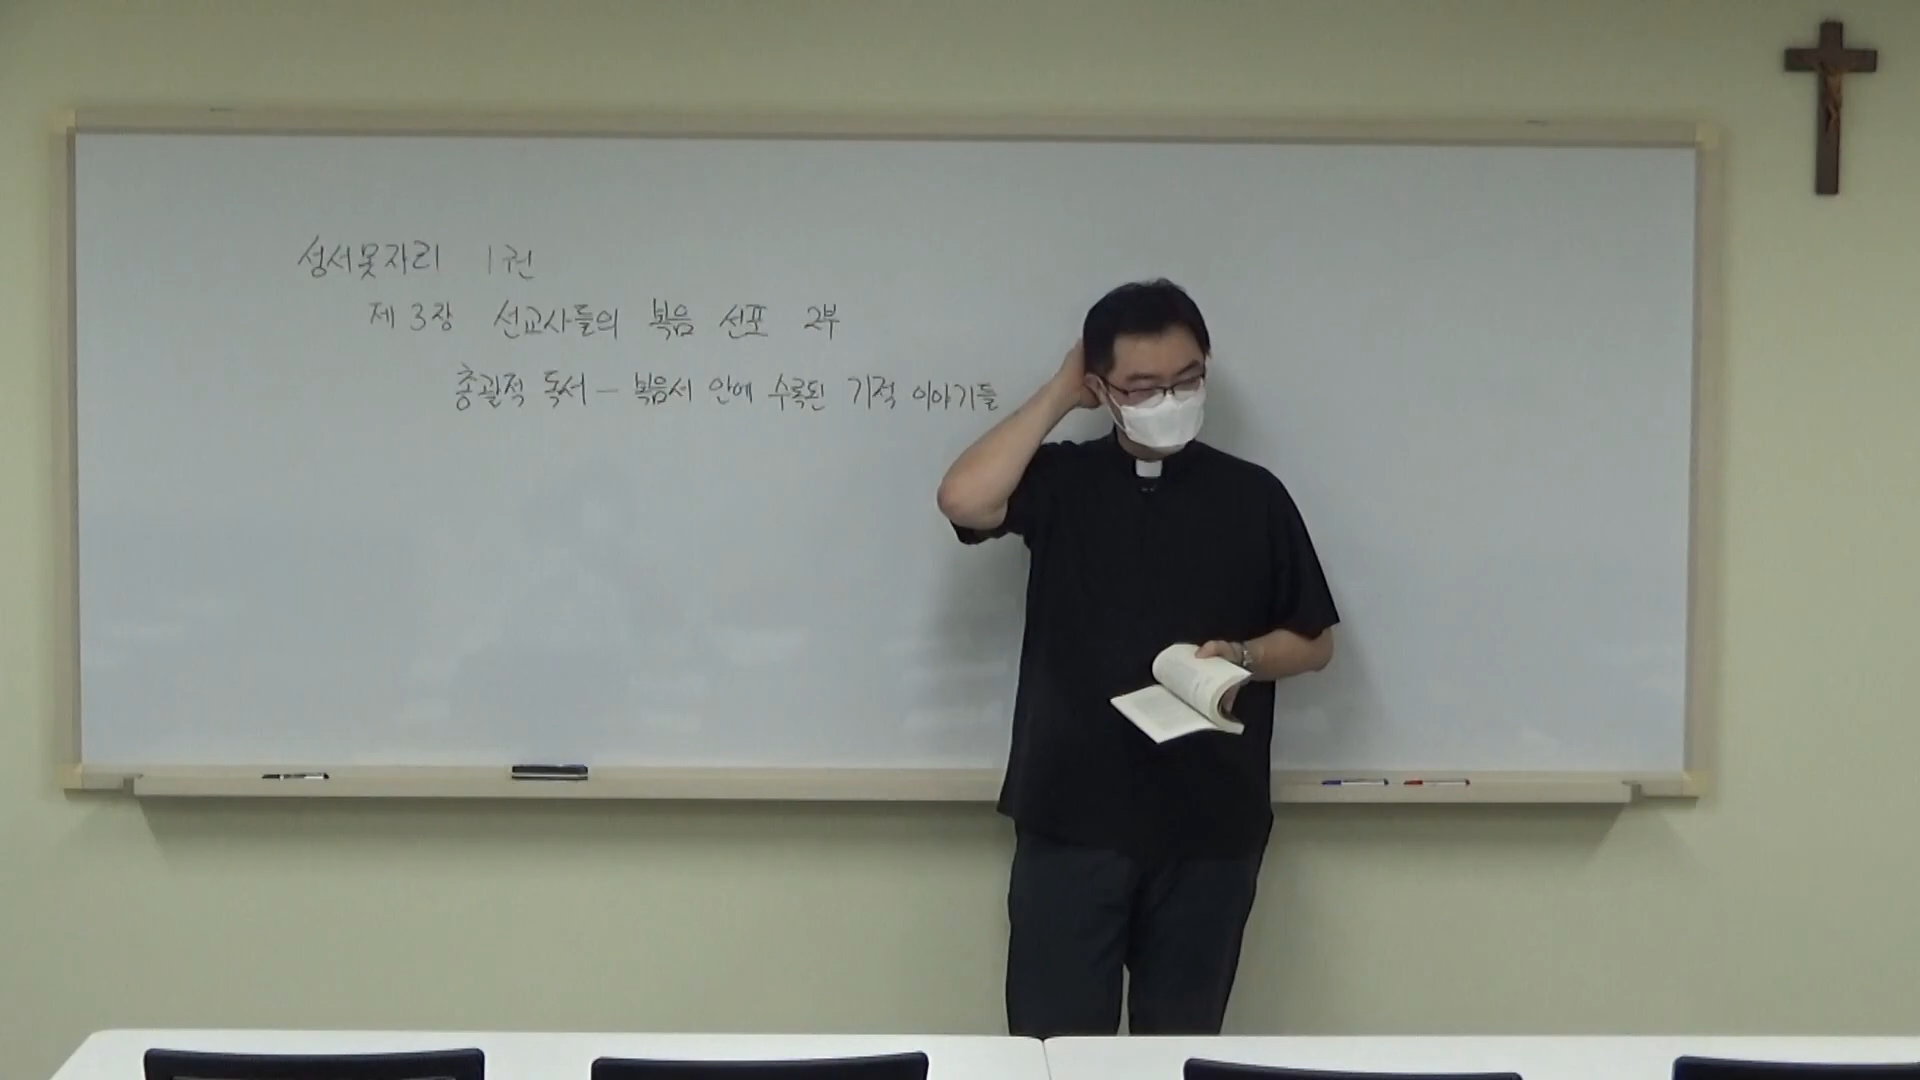 성서못자리 1권
제 3장 선교사들의 복음 선포 2부
총괄적 독서 – 복음서 안에 수록된 기적 이야기들